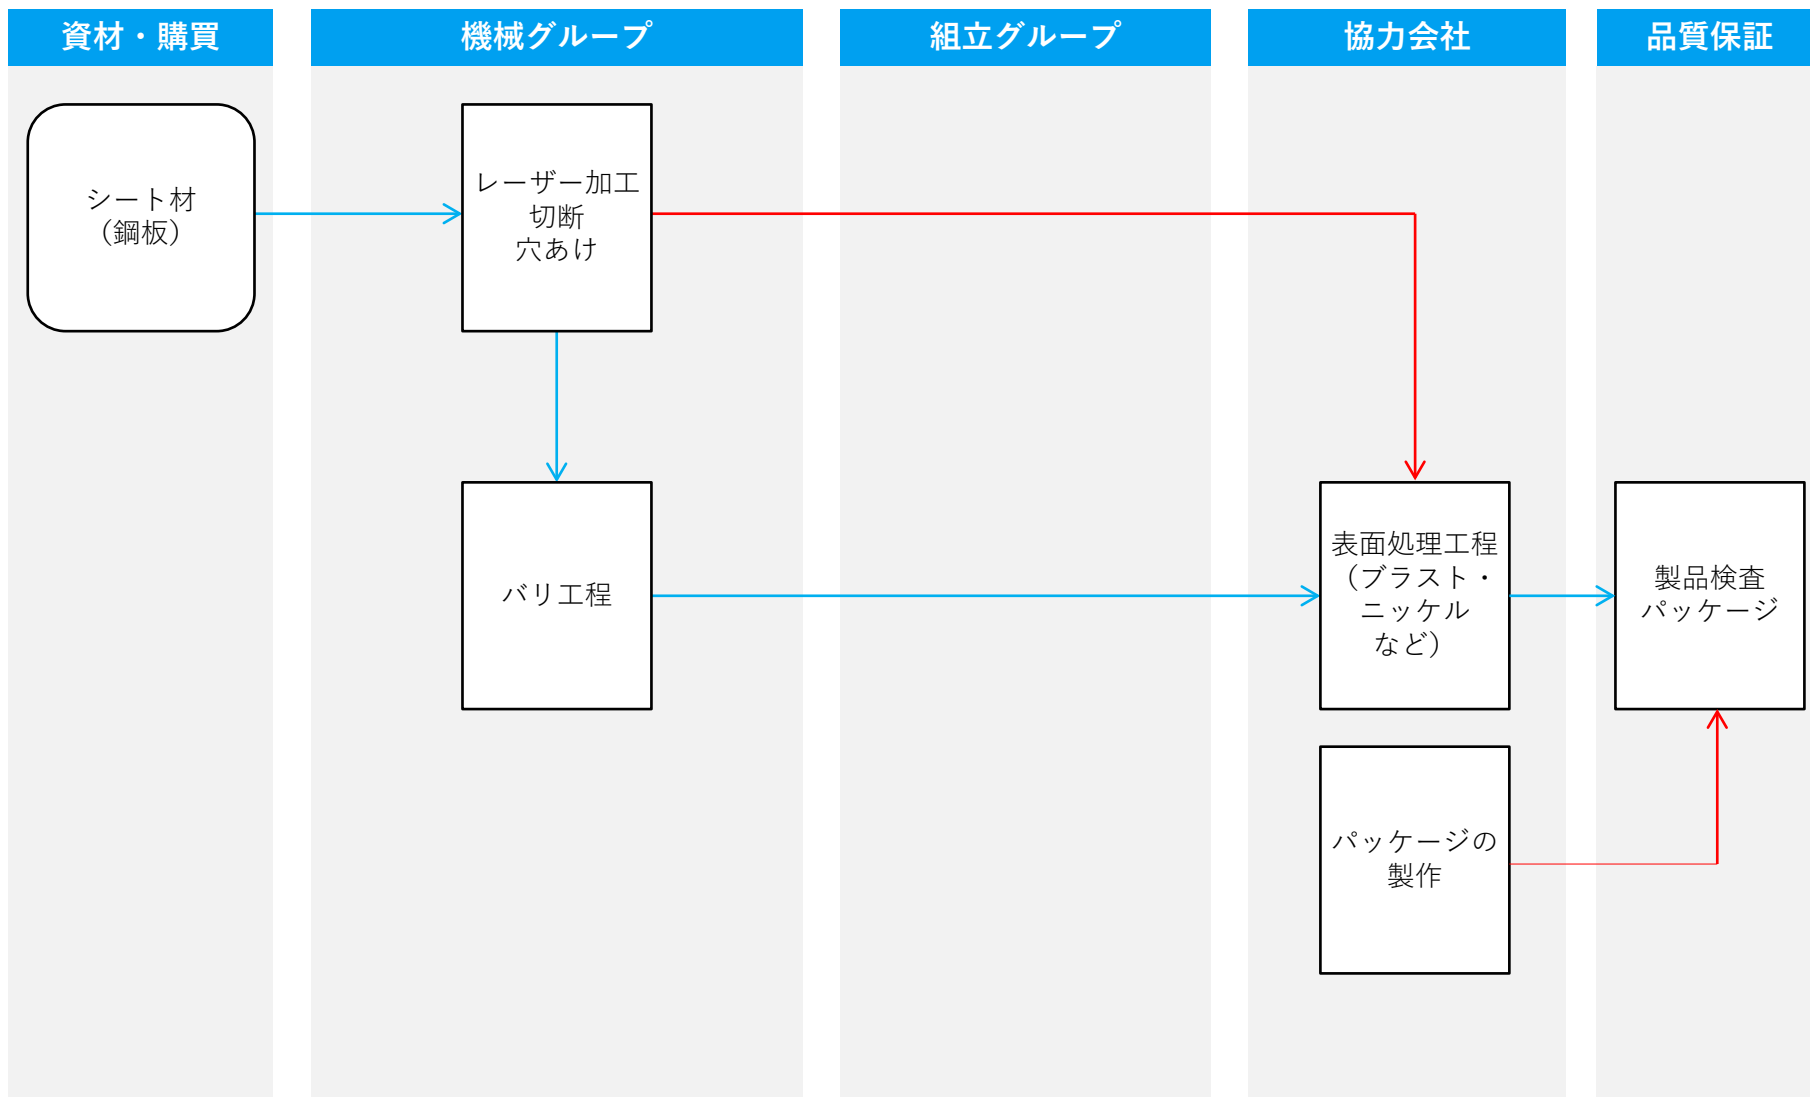 資材・購買
機械グループ
組立グループ
協力会社
品質保証
シート材
（鋼板）
レーザー加工
切断
穴あけ
バリ工程
表面処理工程
（ブラスト・
ニッケル
など）
製品検査
パッケージ
パッケージの
製作